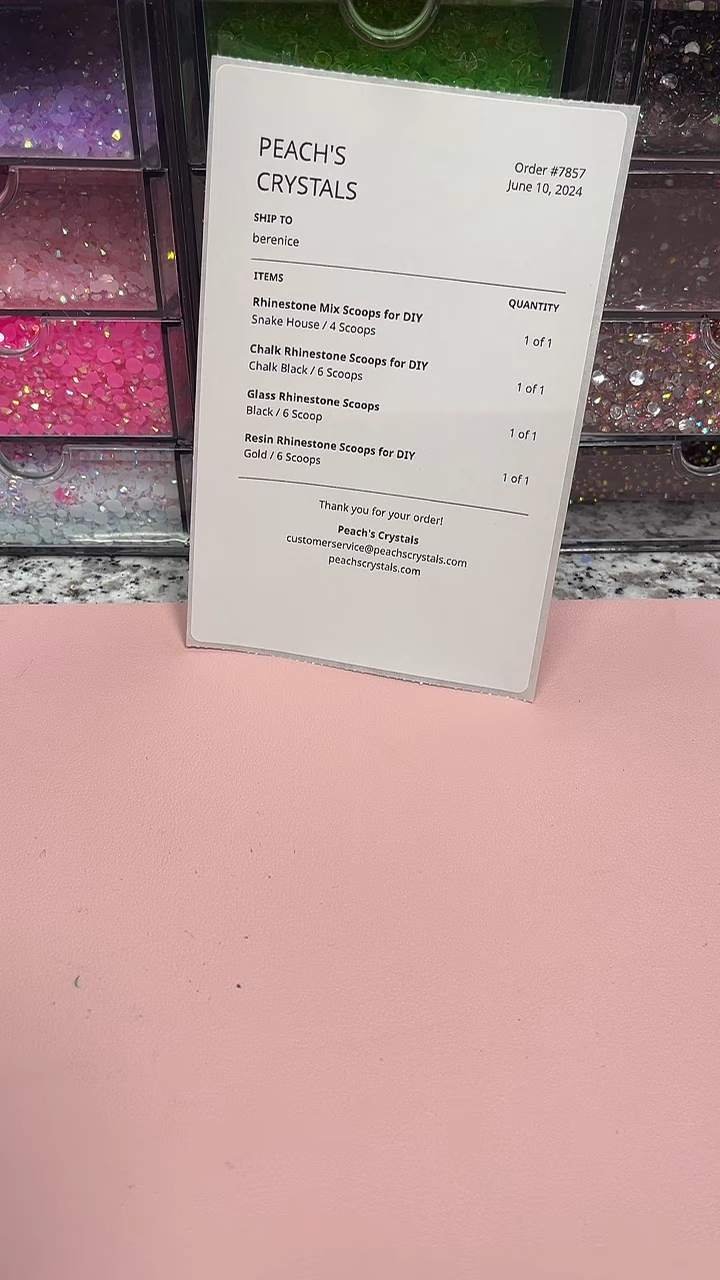 PEACH'S
CRYSTALS
Order #7857
June 10, 2024
SHIP TO
berenice
ITEMS
QUANTITY
Rhinestone Mix Scoops for DIY
Snake House / 4 Scoops
1 of 1
Chalk Rhinestone Scoops for DIY
Chalk Black / 6 Scoops
1 of 1
Glass Rhinestone Scoops
Black / 6 Scoop
1 of 1
Resin Rhinestone Scoops for DIY
Gold / 6 Scoops
1 of 1
Thank you for your order!
Peach's Crystals
customerservice@peachscrystals.com
peachscrystals.com